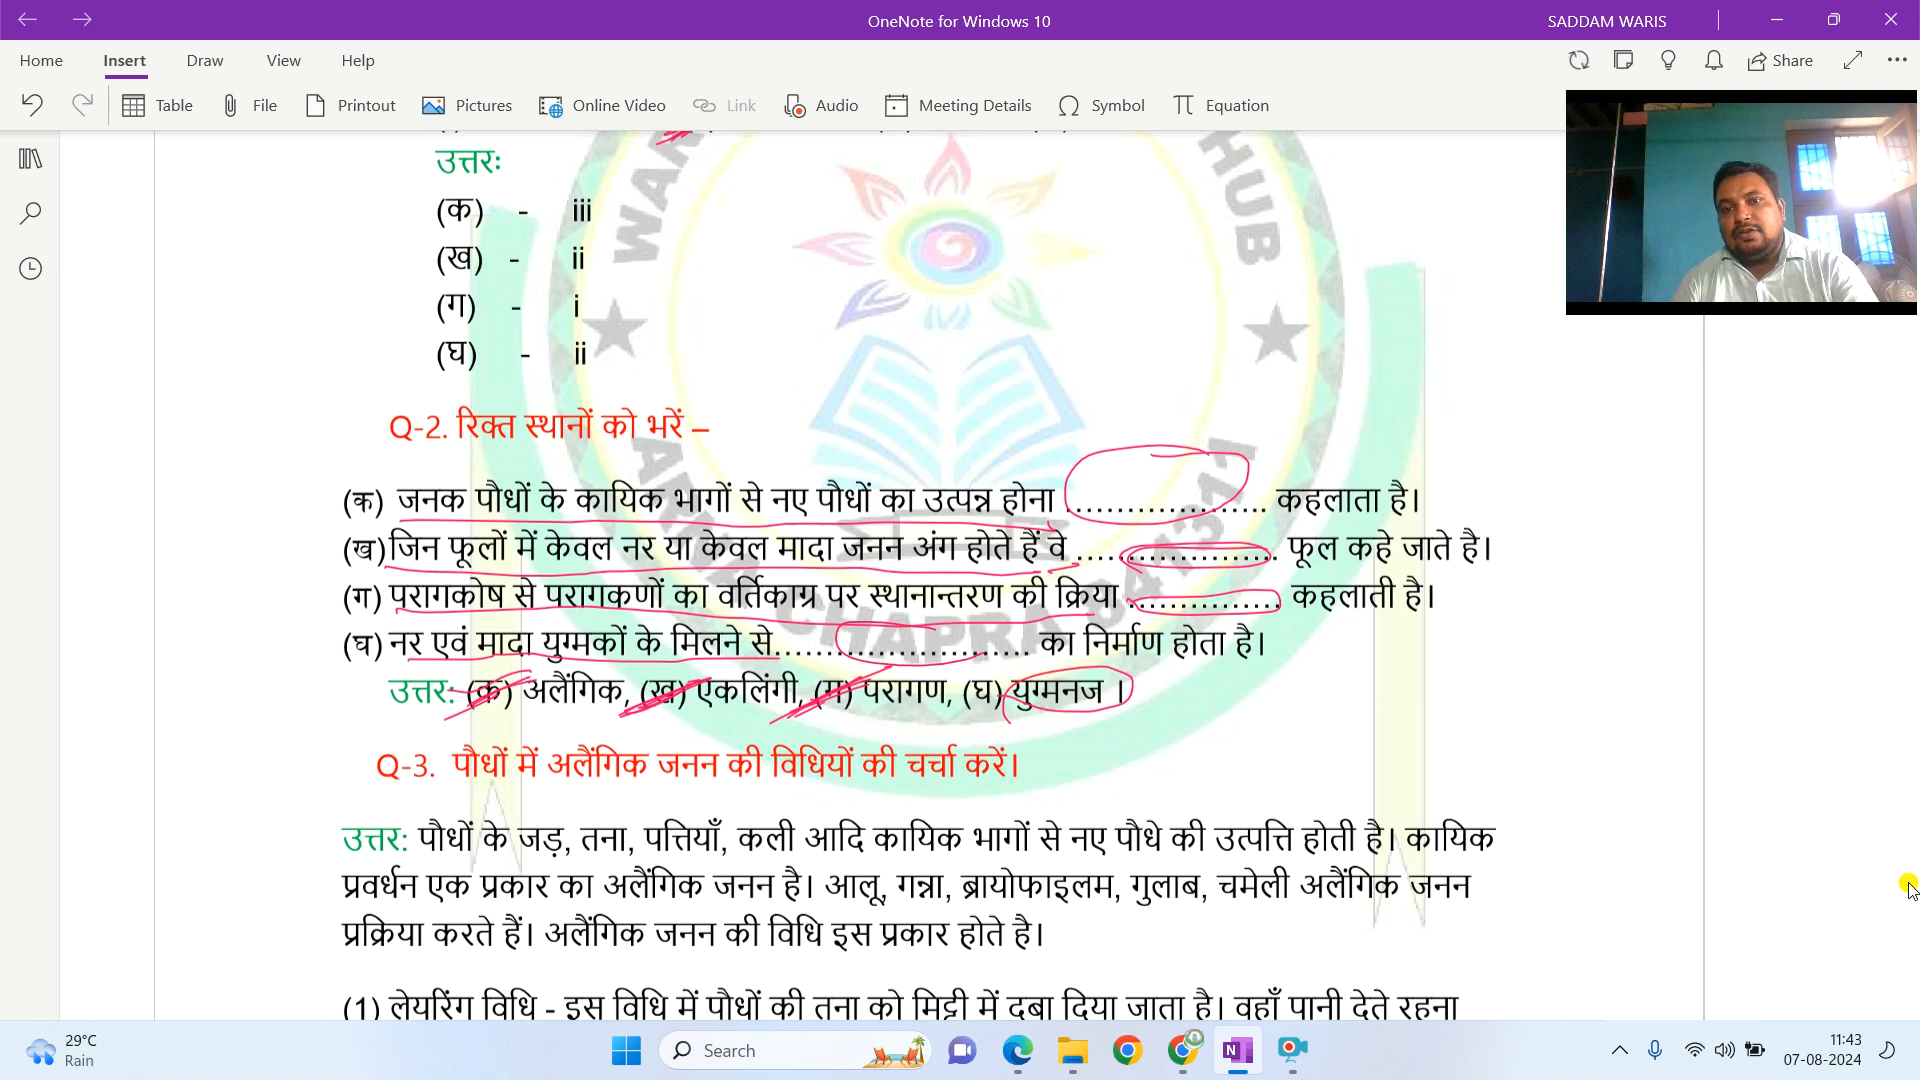 OneNote for Windows 10
SADDAM WARIS
Home Insert Draw View Help
Share
Table File Printout Pictures Online Video Link Audio Meeting Details Symbol Equation
HUB
उत्तरः
(क) - iii
(ख) - ii
(ग) - i
(घ) - ii
Q-2. रिक्त स्थानों को भरें –
(क) जनक पौधों के कायिक भागों से नए पौधों का उत्पन्न होना ........................ कहलाता है।
(ख) जिन फूलों में केवल नर या केवल मादा जनन अंग होते हैं वे ........................ फूल कहे जाते है।
(ग) परागकोष से परागकणों का वर्तिकाग्र पर स्थानान्तरण की क्रिया .................. कहलाती है।
(घ) नर एवं मादा युग्मकों के मिलने से.............................. का निर्माण होता है।
उत्तर: (क) अलैंगिक, (ख) एकलिंगी, (ग) परागण, (घ) युग्मनज ।
CHAPRA 841311
Q-3. पौधों में अलैंगिक जनन की विधियों की चर्चा करें।
उत्तर: पौधों के जड़, तना, पत्तियाँ, कली आदि कायिक भागों से नए पौधे की उत्पत्ति होती है। कायिक
प्रवर्धन एक प्रकार का अलैंगिक जनन है। आलू, गन्ना, ब्रायोफाइलम, गुलाब, चमेली अलैंगिक जनन
प्रक्रिया करते हैं। अलैंगिक जनन की विधि इस प्रकार होते है।
(1) लेयरिंग विधि - इस विधि में पौधों की तना को मिट्टी में दबा दिया जाता है। वहाँ पानी देते रहना
29°C
Rain
Search
11:43
07-08-2024